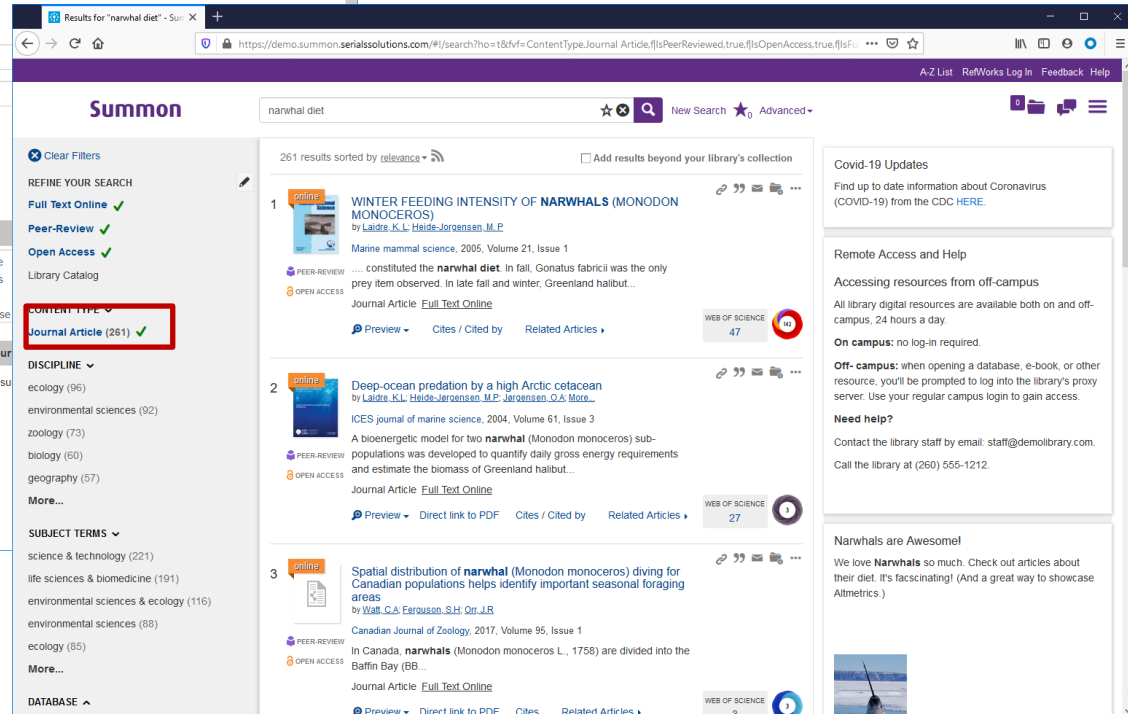 Results for "narwhal diet" - Sum
https://demo.summon.serialssolutions.com/#!/search?ho=t&fvf=ContentType,Journal Article,f|IsPeerReviewed,true,f|IsOpenAccess,true,f|IsFu
A-Z List RefWorks Log In Feedback Help
Summon
narwhal diet
New Search 0 Advanced
0
Clear Filters
REFINE YOUR SEARCH
Full Text Online
Peer-Review
Open Access
Library Catalog
CONTENT TYPE
Journal Article (261)
DISCIPLINE
ecology (96)
environmental sciences (92)
zoology (73)
biology (60)
geography (57)
More...
SUBJECT TERMS
science & technology (221)
life sciences & biomedicine (191)
environmental sciences & ecology (116)
environmental sciences (88)
ecology (85)
More...
DATABASE
261 results sorted by relevance
Add results beyond your library's collection
1
online
WINTER FEEDING INTENSITY OF NARWHALS (MONODON
MONOCEROS)
by Laidre, K. L; Heide-Jorgensen, M. P
Marine mammal science, 2005, Volume 21, Issue 1
PEER-REVIEW
OPEN ACCESS
.... constituted the narwhal diet. In fall, Gonatus fabricii was the only
prey item observed. In late fall and winter, Greenland halibut...
Journal Article Full Text Online
Preview Cites / Cited by Related Articles
WEB OF SCIENCE
47
142
2
online
Deep-ocean predation by a high Arctic cetacean
by Laidre, K.L; Heide-Jørgensen, M.P; Jørgensen, O.A; More...
ICES journal of marine science, 2004, Volume 61, Issue 3
PEER-REVIEW
OPEN ACCESS
A bioenergetic model for two narwhal (Monodon monoceros) sub-
populations was developed to quantify daily gross energy requirements
and estimate the biomass of Greenland halibut...
Journal Article Full Text Online
Preview Direct link to PDF Cites / Cited by Related Articles
WEB OF SCIENCE
27
3
3
online
Spatial distribution of narwhal (Monodon monoceros) diving for
Canadian populations helps identify important seasonal foraging
areas
by Watt, C.A; Ferguson, S.H; Orr, J.R
Canadian Journal of Zoology, 2017, Volume 95, Issue 1
PEER-REVIEW
OPEN ACCESS
In Canada, narwhals (Monodon monoceros L., 1758) are divided into the
Baffin Bay (BB...
Journal Article Full Text Online
Preview Direct link to PDF Cites Related Articles
WEB OF SCIENCE
3
3
Covid-19 Updates
Find up to date information about Coronavirus
(COVID-19) from the CDC HERE.
Remote Access and Help
Accessing resources from off-campus
All library digital resources are available both on and off-
campus, 24 hours a day.
On campus: no log-in required.
Off- campus: when opening a database, e-book, or other
resource, you'll be prompted to log into the library's proxy
server. Use your regular campus login to gain access.
Need help?
Contact the library staff by email: staff@demolibrary.com.
Call the library at (260) 555-1212.
Narwhals are Awesome!
We love Narwhals so much. Check out articles about
their diet. It's facscinating! (And a great way to showcase
Altmetrics.)